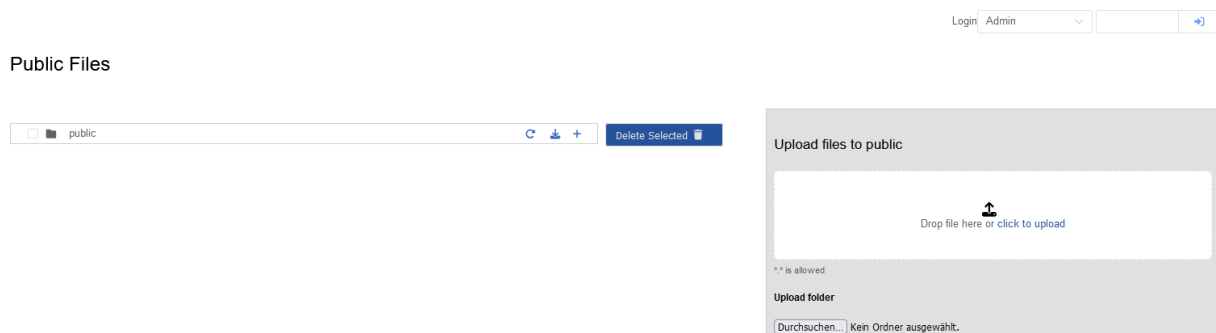 Login Admin
Public Files
public
Delete Selected
Upload files to public
Drop file here or click to upload
*.* is allowed
Upload folder
Durchsuchen... Kein Ordner ausgewählt.